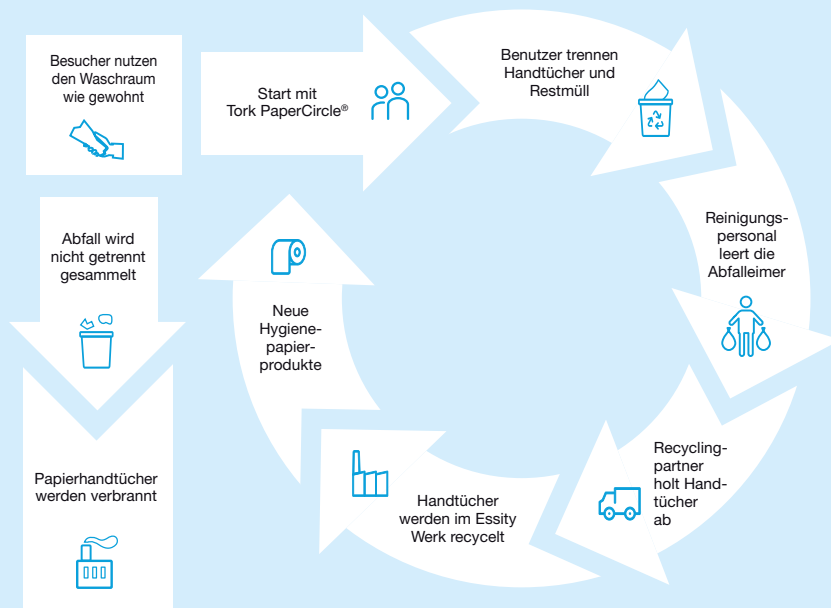 Besucher nutzen
den Waschraum
wie gewohnt
Abfall wird
nicht getrennt
gesammelt
Papierhandtücher
werden verbrannt
Start mit
Tork PaperCircle®
Benutzer trennen
Handtücher und
Restmüll
Reinigungs-
personal
leert die
Abfalleimer
Recycling-
partner
holt Hand-
tücher
ab
Handtücher
werden im Essity
Werk recycelt
Neue
Hygiene-
papier-
produkte